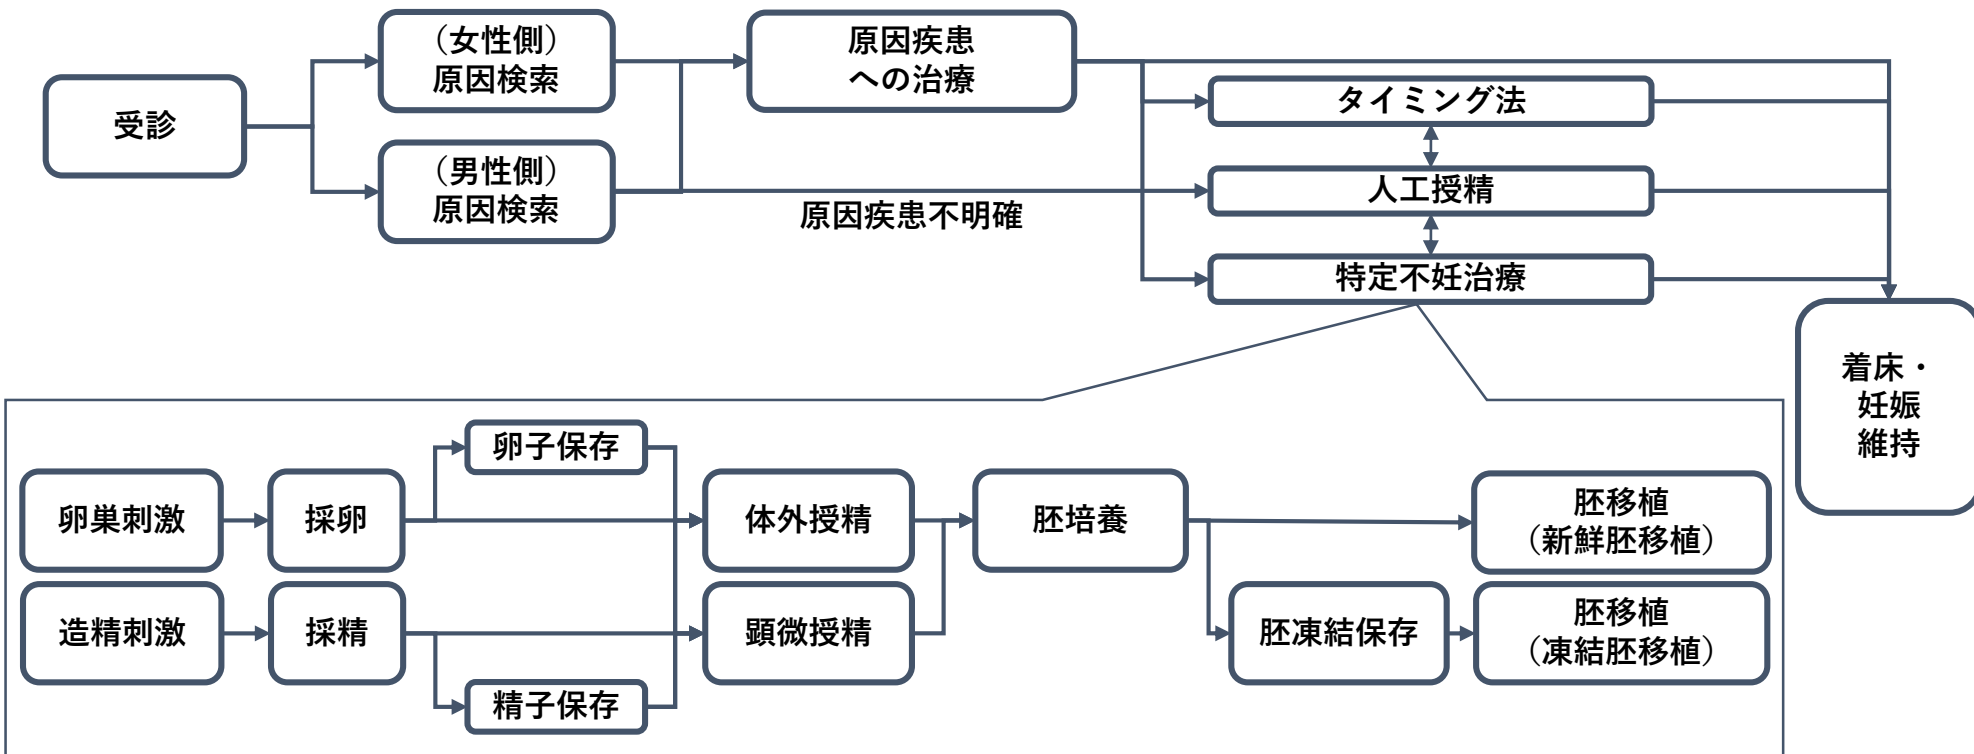 受診
（女性側）
原因検索
（男性側）
原因検索
原因疾患
への治療
原因疾患不明確
タイミング法
人工授精
特定不妊治療
着床・
妊娠
維持
卵巣刺激
採卵
卵子保存
造精刺激
採精
精子保存
体外授精
顕微授精
胚培養
胚凍結保存
胚移植
（新鮮胚移植）
胚移植
（凍結胚移植）